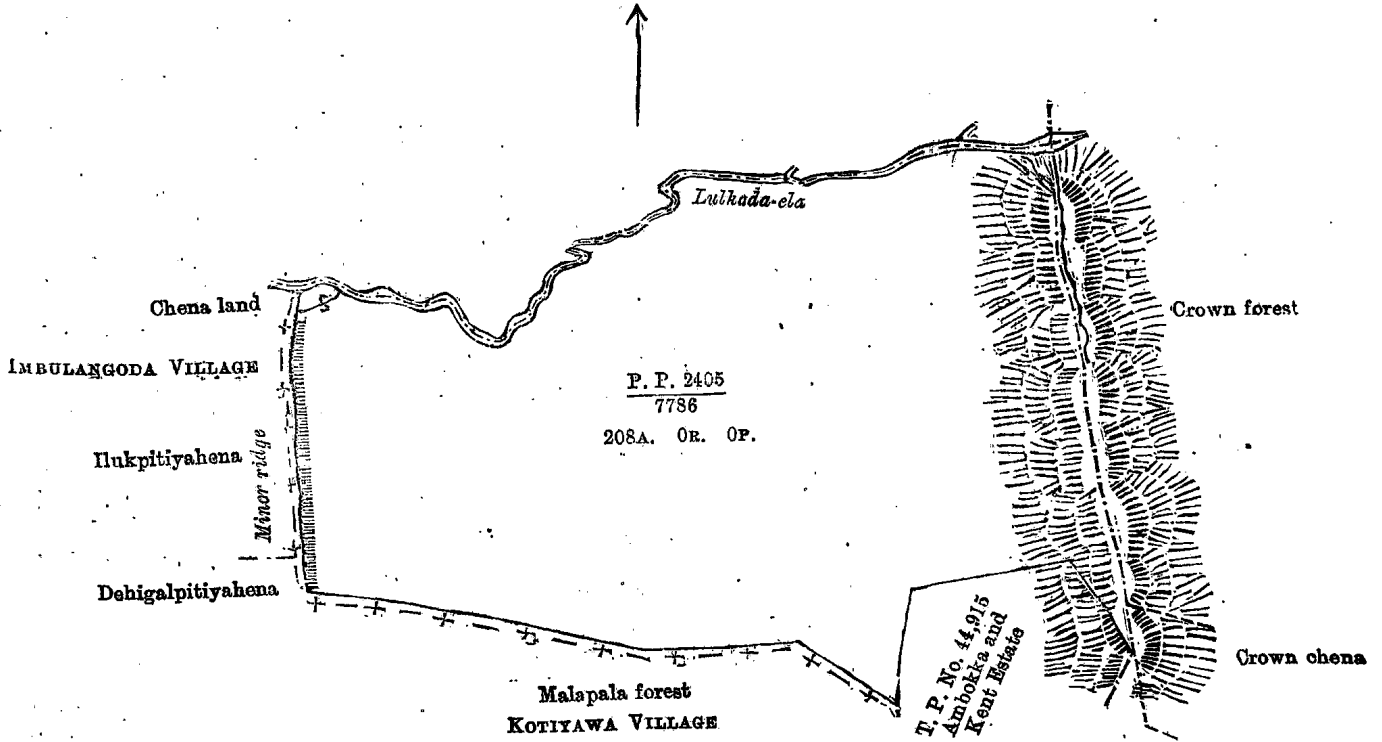 Lulkada-ela
Chena land
Crown forest
IMBULANGODA VILLAGE
P. P. 2405
7786
208A. 0R. 0P.
Ilukpitiyahena
Minor ridge
Dehigalpitiyahena
T. P. No. 44,915
Ambokka and
Kent Estate
Crown chena
Malapala forest
KOTIYAWA VILLAGE